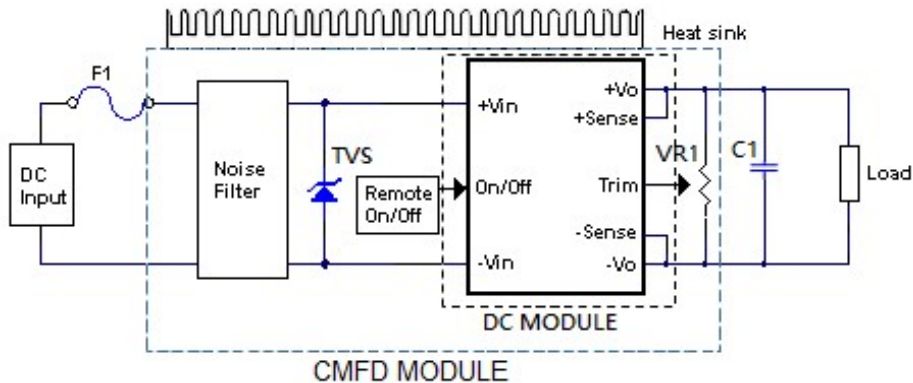 Heat sink
F1
DC
Input
Noise
Filter
TVS
Remote
On/Off
+Vin
On/Off
-Vin
+Vo
+Sense
Trim
-Sense
-Vo
VR1
C1
Load
DC MODULE
CMFD MODULE